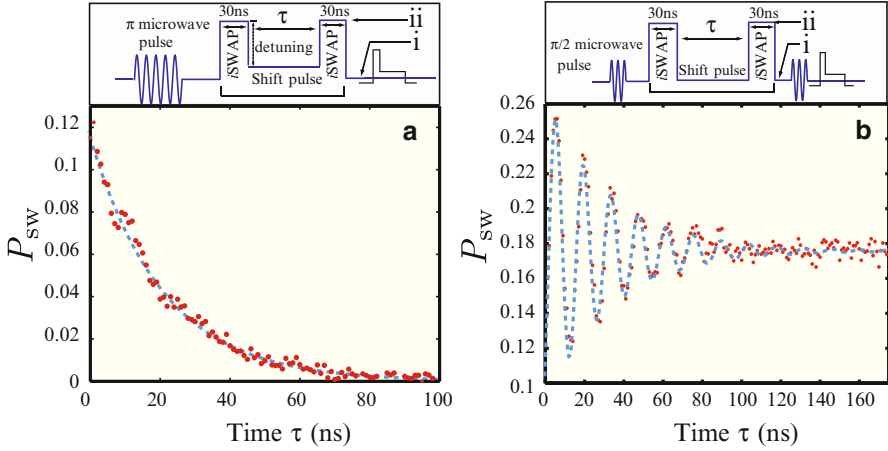 30ns τ 30ns
ii
π microwave pulse
iSWAP detuning iSWAP
i
Shift pulse
a
0.12
0.1
0.08
0.06
0.04
0.02
0
P_sw
0 20 40 60 80 100
Time τ (ns)
30ns τ 30ns
ii
i
π/2 microwave pulse
iSWAP Shift pulse iSWAP
b
0.26
0.24
0.22
0.2
0.18
0.16
0.14
0.12
0.1
P_sw
0 20 40 60 80 100 120 140 160
Time τ (ns)